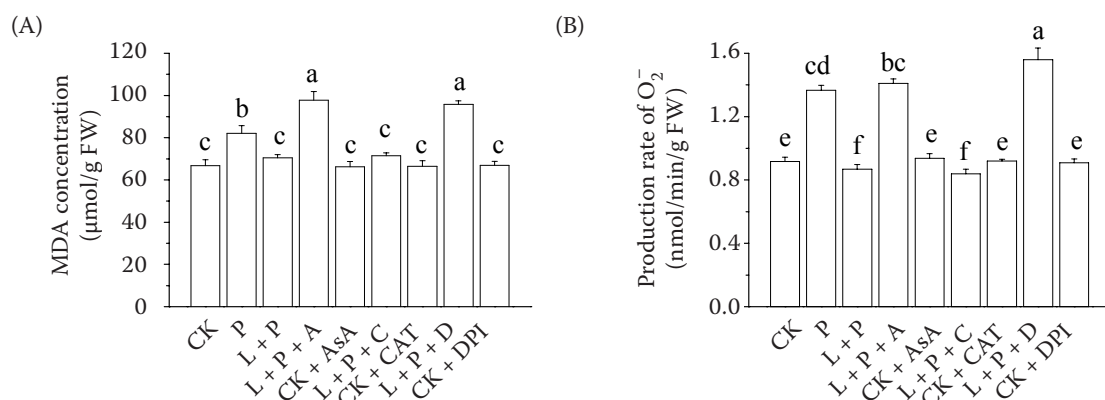 (A)
MDA concentration
(μmol/g FW)
120
100
80
60
40
20
0
c
b
c
a
c
c
c
a
c
CK
P
L + P
L + P + A
CK + AsA
L + P + C
CK + CAT
L + P + D
CK + DPI
(B)
Production rate of O₂⁻
(nmol/min/g FW)
1.6
1.2
0.8
0.4
0.0
e
cd
f
bc
e
f
e
a
e
CK
P
L + P
L + P + A
CK + AsA
L + P + C
CK + CAT
L + P + D
CK + DPI